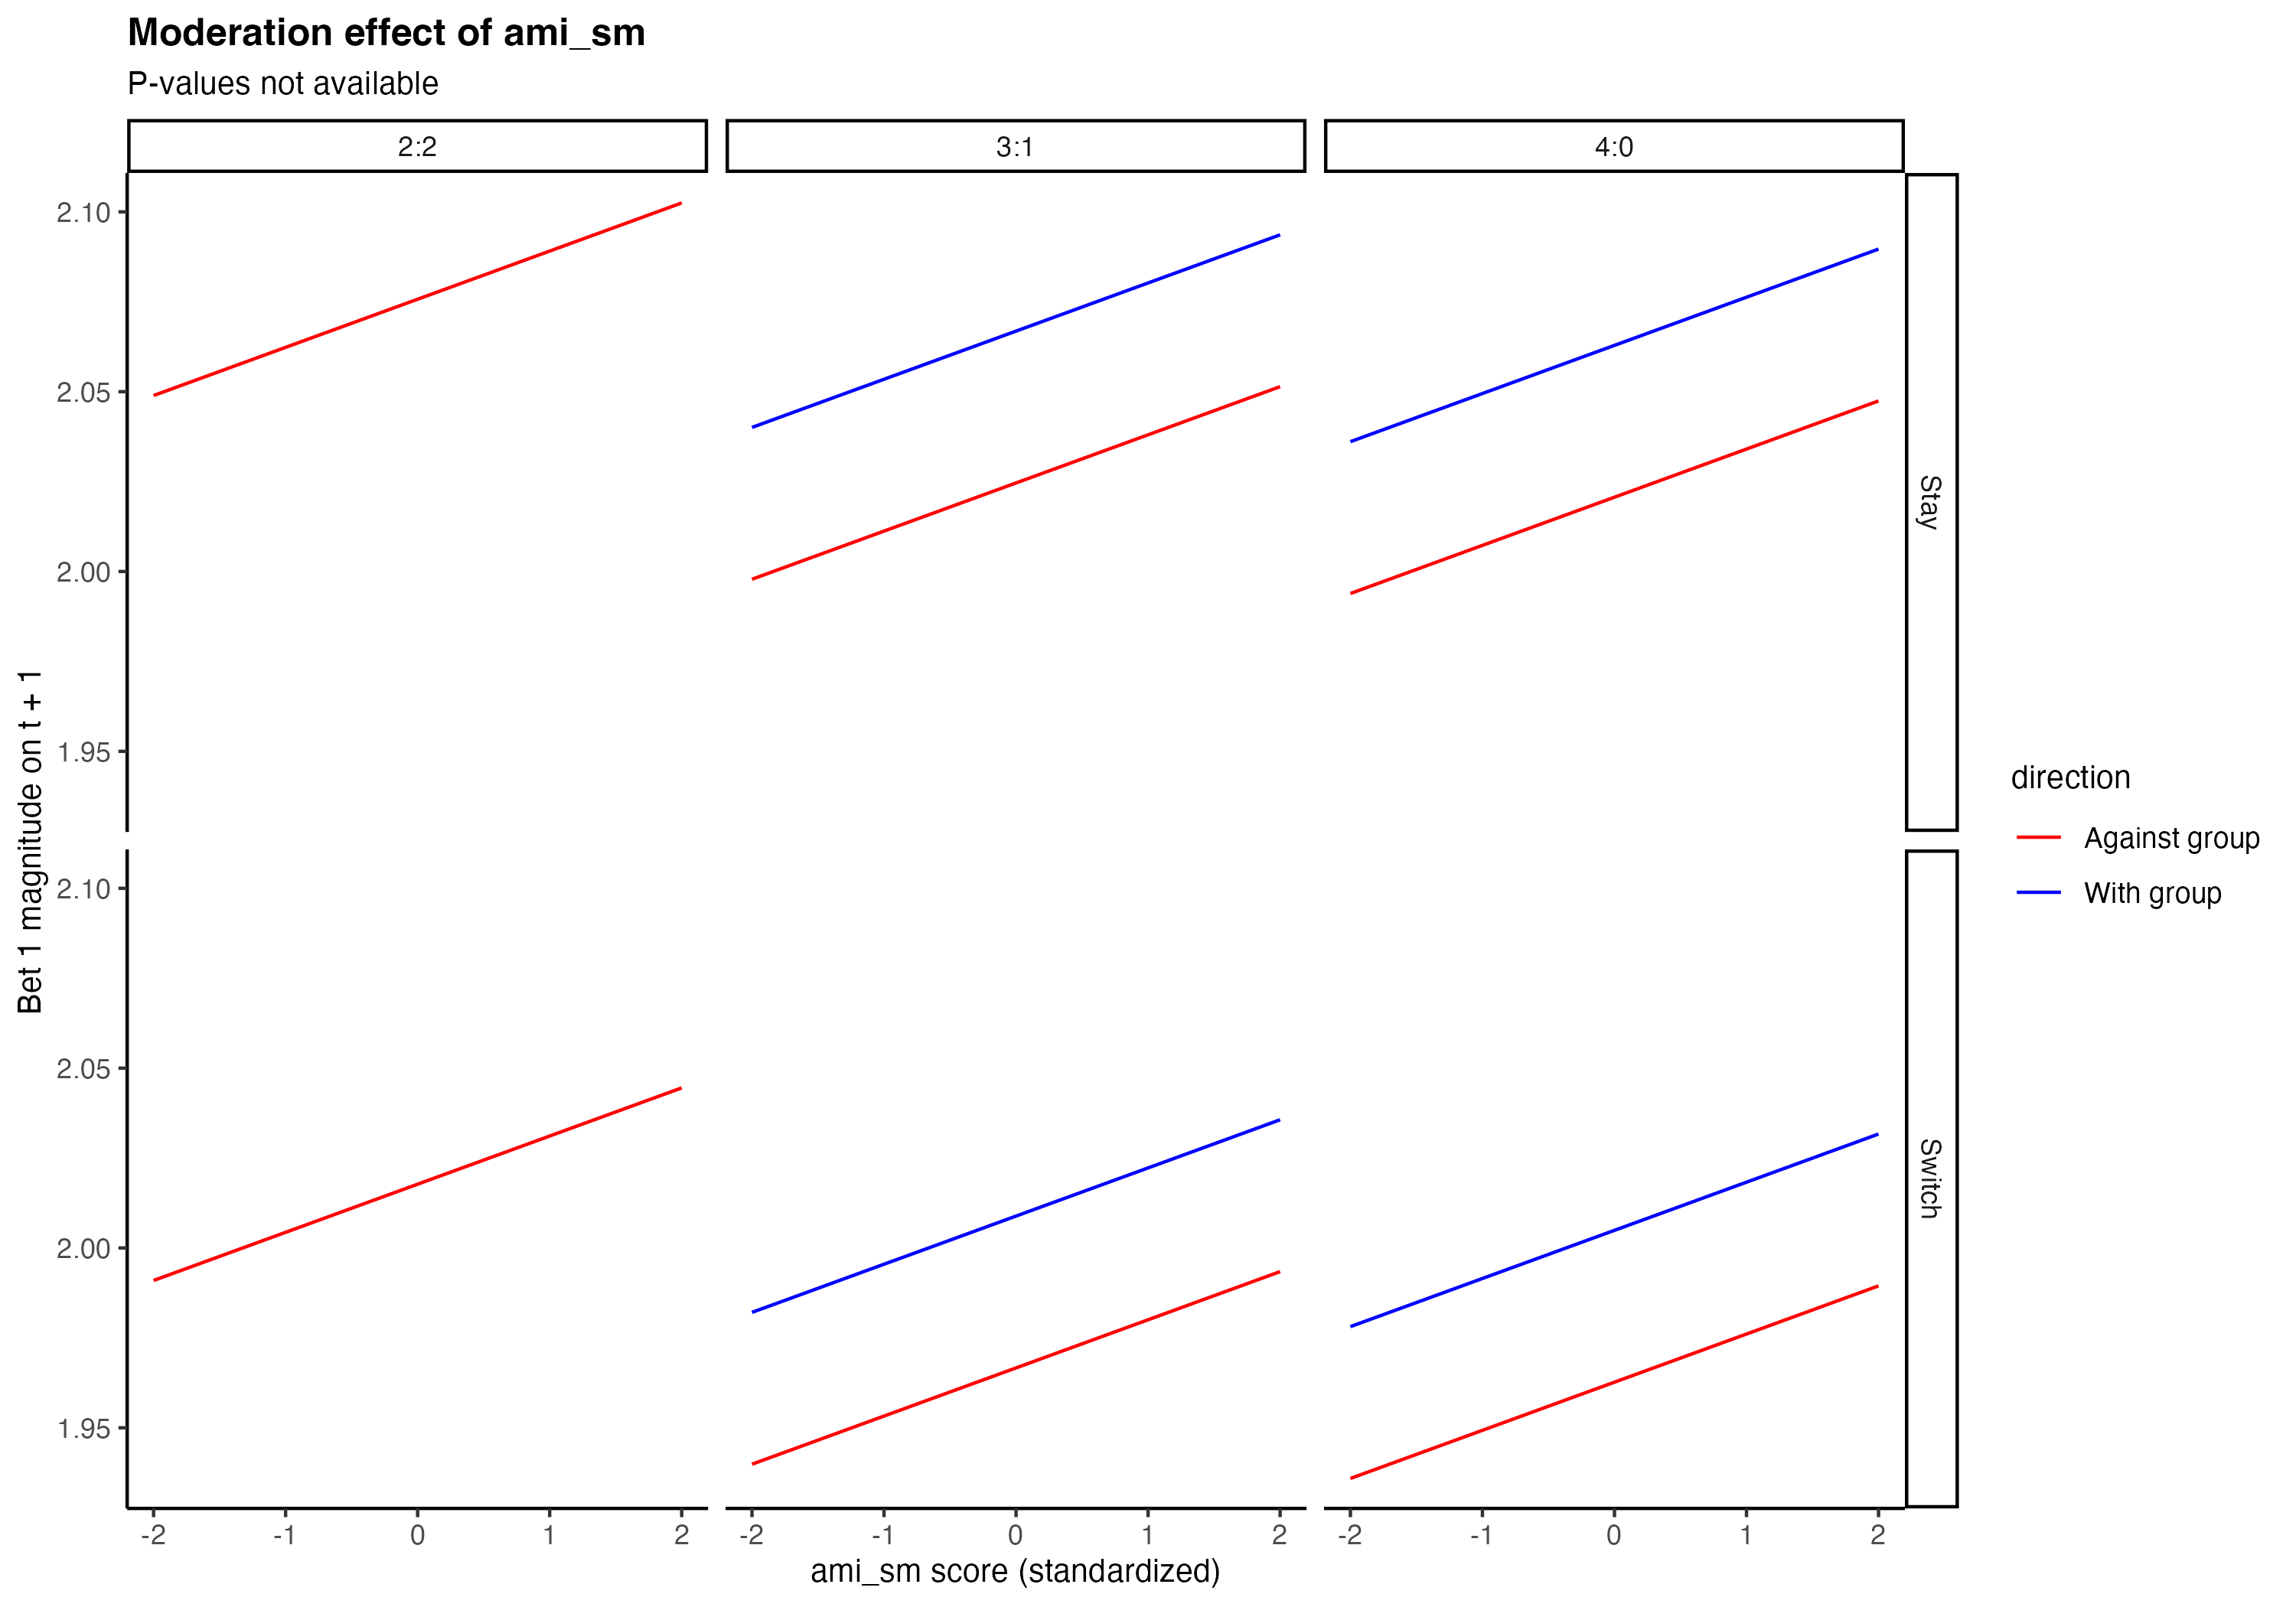 Moderation effect of ami_sm
P-values not available
2:2
3:1
4:0
2.10
2.05
2.00
1.95
Stay
2.10
2.05
2.00
1.95
Switch
Bet 1 magnitude on t + 1
-2 -1 0 1 2
-2 -1 0 1 2
-2 -1 0 1 2
ami_sm score (standardized)
direction
Against group
With group